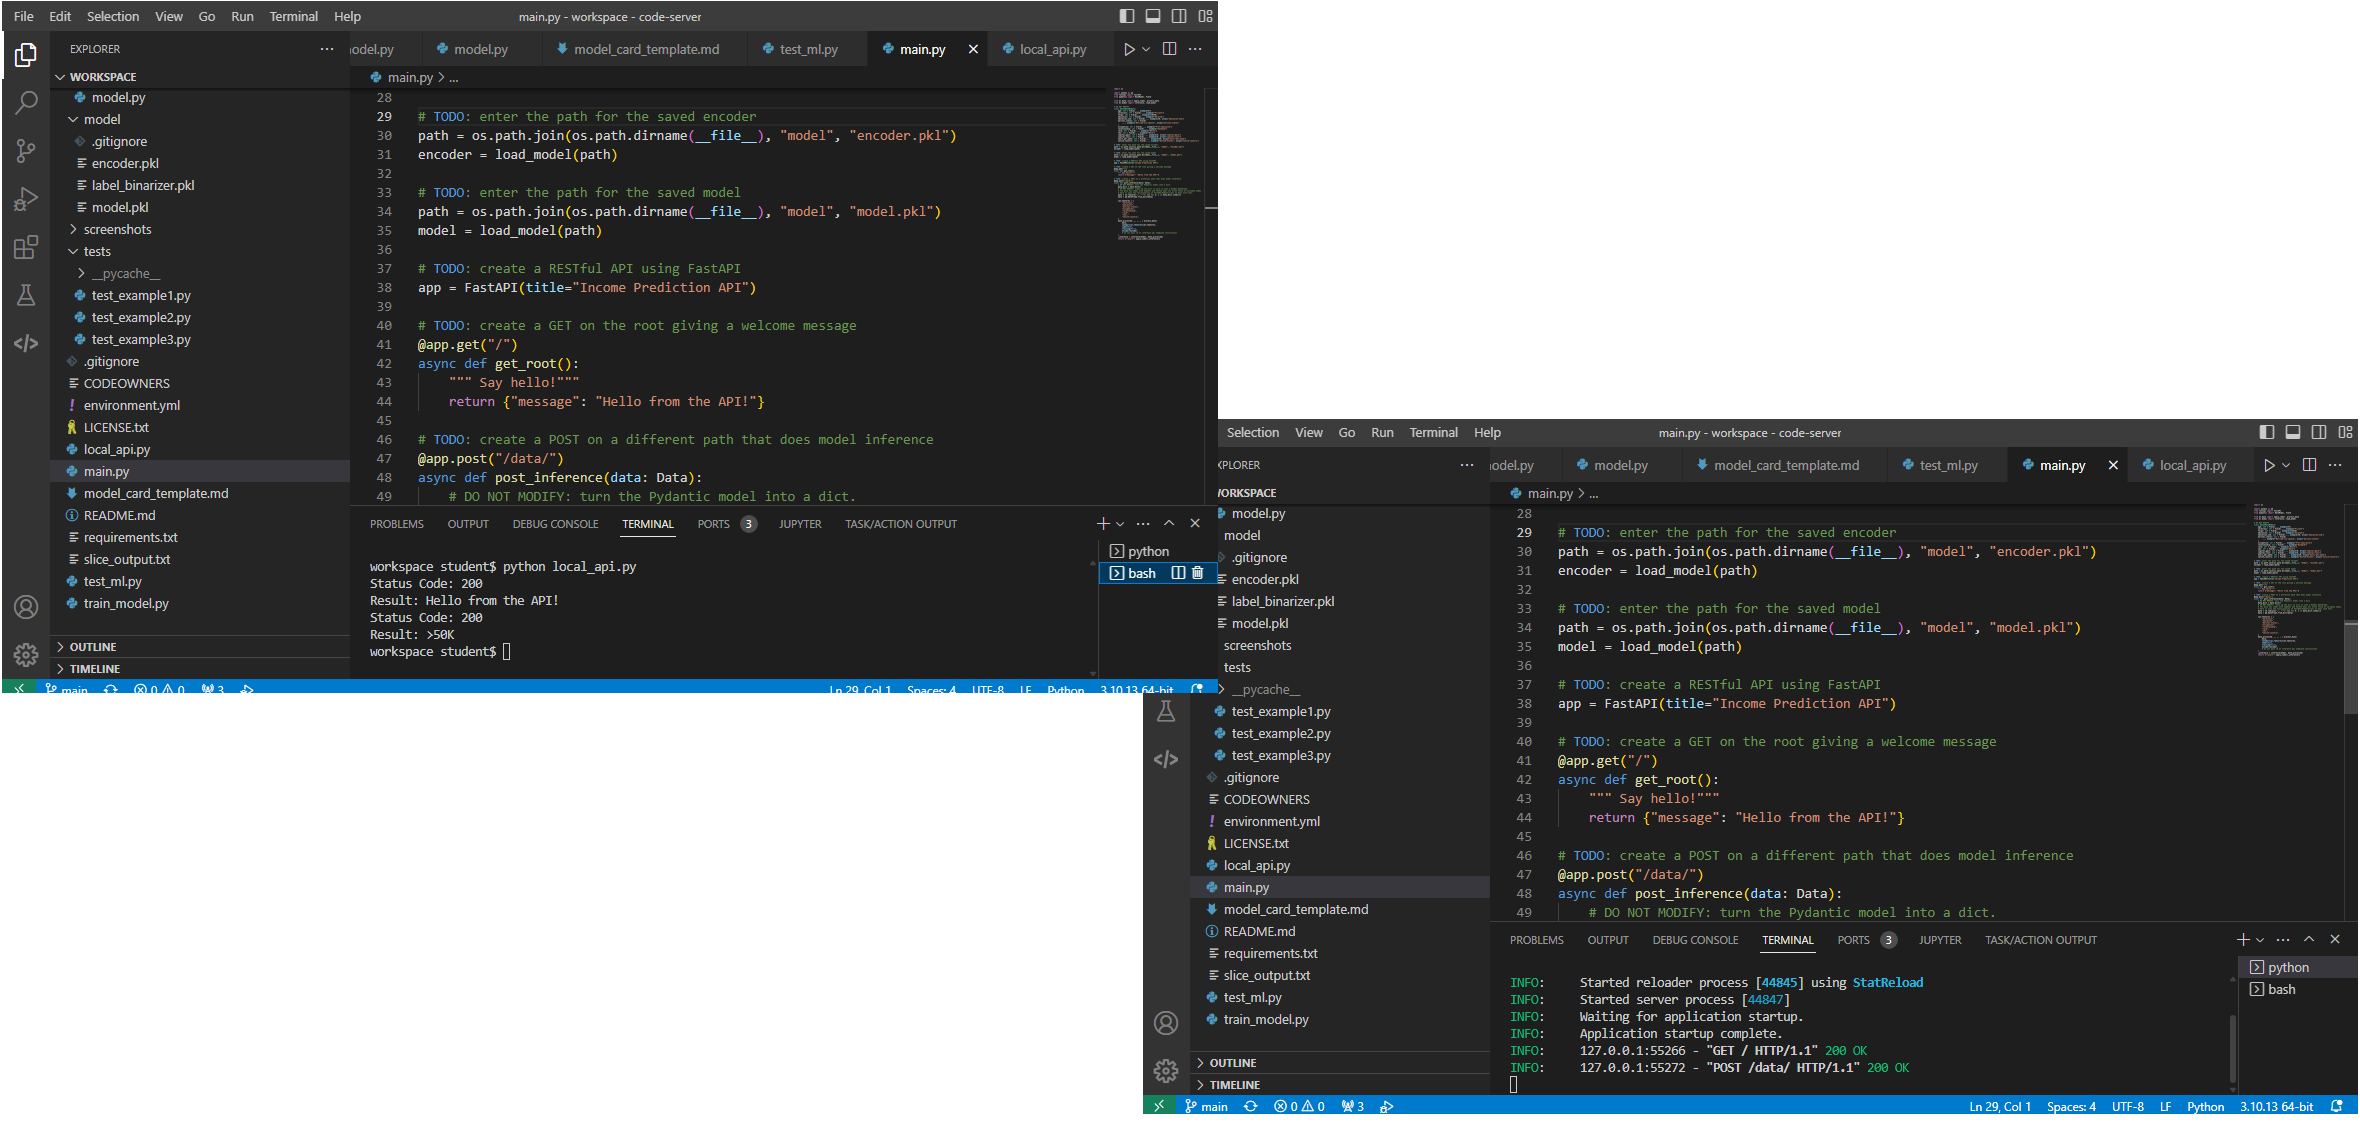 File Edit Selection View Go Run Terminal Help main.py - workspace - code-server
EXPLORER
WORKSPACE
model.py
model
.gitignore
encoder.pkl
label_binarizer.pkl
model.pkl
screenshots
tests
__pycache__
test_example1.py
test_example2.py
test_example3.py
.gitignore
CODEOWNERS
environment.yml
LICENSE.txt
local_api.py
main.py
model_card_template.md
README.md
requirements.txt
slice_output.txt
test_ml.py
train_model.py
OUTLINE
TIMELINE
odel.py model.py model_card_template.md test_ml.py main.py local_api.py
main.py > ...
28
29 # TODO: enter the path for the saved encoder
30 path = os.path.join(os.path.dirname(__file__), "model", "encoder.pkl")
31 encoder = load_model(path)
32
33 # TODO: enter the path for the saved model
34 path = os.path.join(os.path.dirname(__file__), "model", "model.pkl")
35 model = load_model(path)
36
37 # TODO: create a RESTful API using FastAPI
38 app = FastAPI(title="Income Prediction API")
39
40 # TODO: create a GET on the root giving a welcome message
41 @app.get("/")
42 async def get_root():
43 """ Say hello!"""
44 return {"message": "Hello from the API!"}
45
46 # TODO: create a POST on a different path that does model inference
47 @app.post("/data/")
48 async def post_inference(data: Data):
49 # DO NOT MODIFY: turn the Pydantic model into a dict.
PROBLEMS OUTPUT DEBUG CONSOLE TERMINAL PORTS 3 JUPYTER TASK/ACTION OUTPUT
workspace student$ python local_api.py
Status Code: 200
Result: Hello from the API!
Status Code: 200
Result: >50K
workspace student$
python
bash
main 0 0 3 Ln 29, Col 1 Spaces: 4 UTF-8 LF Python 3.10.13 64-bit
Selection View Go Run Terminal Help main.py - workspace - code-server
XPLORER
WORKSPACE
model.py
model
.gitignore
encoder.pkl
label_binarizer.pkl
model.pkl
screenshots
tests
__pycache__
test_example1.py
test_example2.py
test_example3.py
.gitignore
CODEOWNERS
environment.yml
LICENSE.txt
local_api.py
main.py
model_card_template.md
README.md
requirements.txt
slice_output.txt
test_ml.py
train_model.py
OUTLINE
TIMELINE
odel.py model.py model_card_template.md test_ml.py main.py local_api.py
main.py > ...
28
29 # TODO: enter the path for the saved encoder
30 path = os.path.join(os.path.dirname(__file__), "model", "encoder.pkl")
31 encoder = load_model(path)
32
33 # TODO: enter the path for the saved model
34 path = os.path.join(os.path.dirname(__file__), "model", "model.pkl")
35 model = load_model(path)
36
37 # TODO: create a RESTful API using FastAPI
38 app = FastAPI(title="Income Prediction API")
39
40 # TODO: create a GET on the root giving a welcome message
41 @app.get("/")
42 async def get_root():
43 """ Say hello!"""
44 return {"message": "Hello from the API!"}
45
46 # TODO: create a POST on a different path that does model inference
47 @app.post("/data/")
48 async def post_inference(data: Data):
49 # DO NOT MODIFY: turn the Pydantic model into a dict.
PROBLEMS OUTPUT DEBUG CONSOLE TERMINAL PORTS 3 JUPYTER TASK/ACTION OUTPUT
INFO: Started reloader process [44845] using StatReload
INFO: Started server process [44847]
INFO: Waiting for application startup.
INFO: Application startup complete.
INFO: 127.0.0.1:55266 - "GET / HTTP/1.1" 200 OK
INFO: 127.0.0.1:55272 - "POST /data/ HTTP/1.1" 200 OK
python
bash
main 0 0 3 Ln 29, Col 1 Spaces: 4 UTF-8 LF Python 3.10.13 64-bit